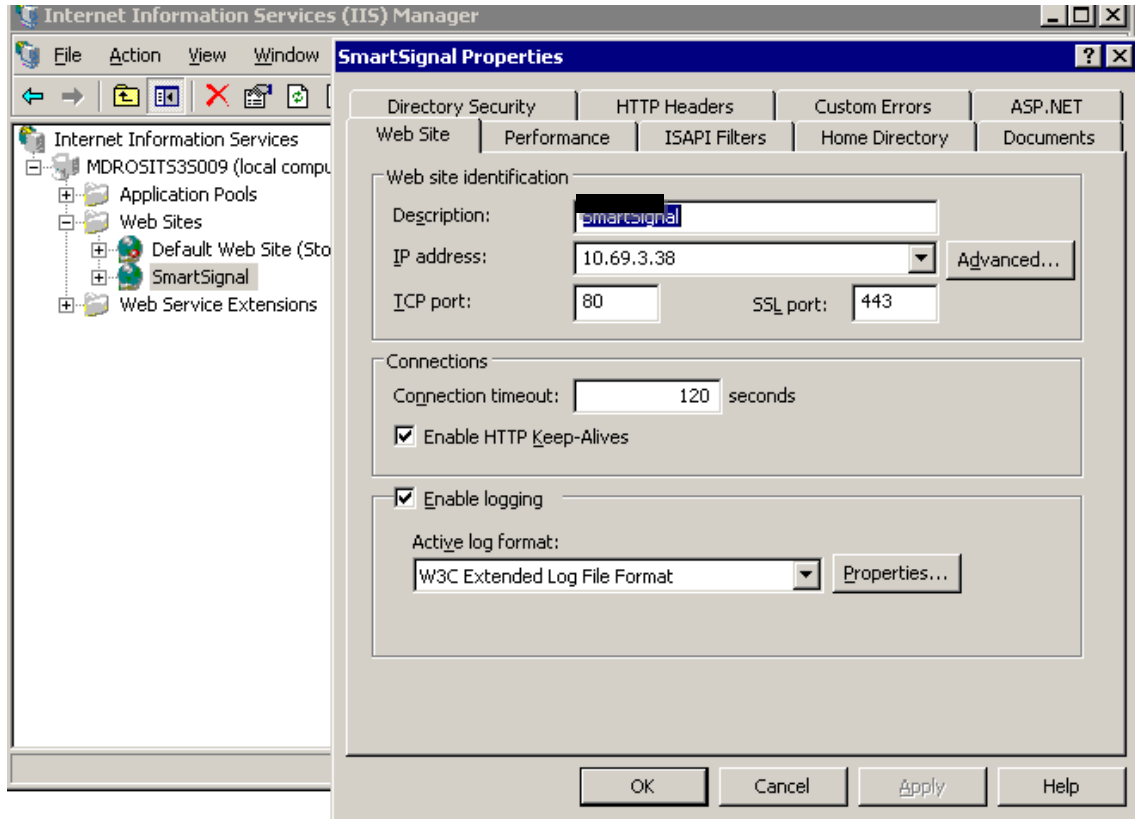 Internet Information Services (IIS) Manager
File Action View Window
SmartSignal Properties
Internet Information Services
MDROSITS3S009 (local compu
Application Pools
Web Sites
Default Web Site (Sto
SmartSignal
Web Service Extensions
Directory Security HTTP Headers Custom Errors ASP.NET
Web Site Performance ISAPI Filters Home Directory Documents
Web site identification
Description: SmartSignal
IP address: 10.69.3.38 Advanced...
TCP port: 80 SSL port: 443
Connections
Connection timeout: 120 seconds
Enable HTTP Keep-Alives
Enable logging
Active log format:
W3C Extended Log File Format Properties...
OK Cancel Apply Help